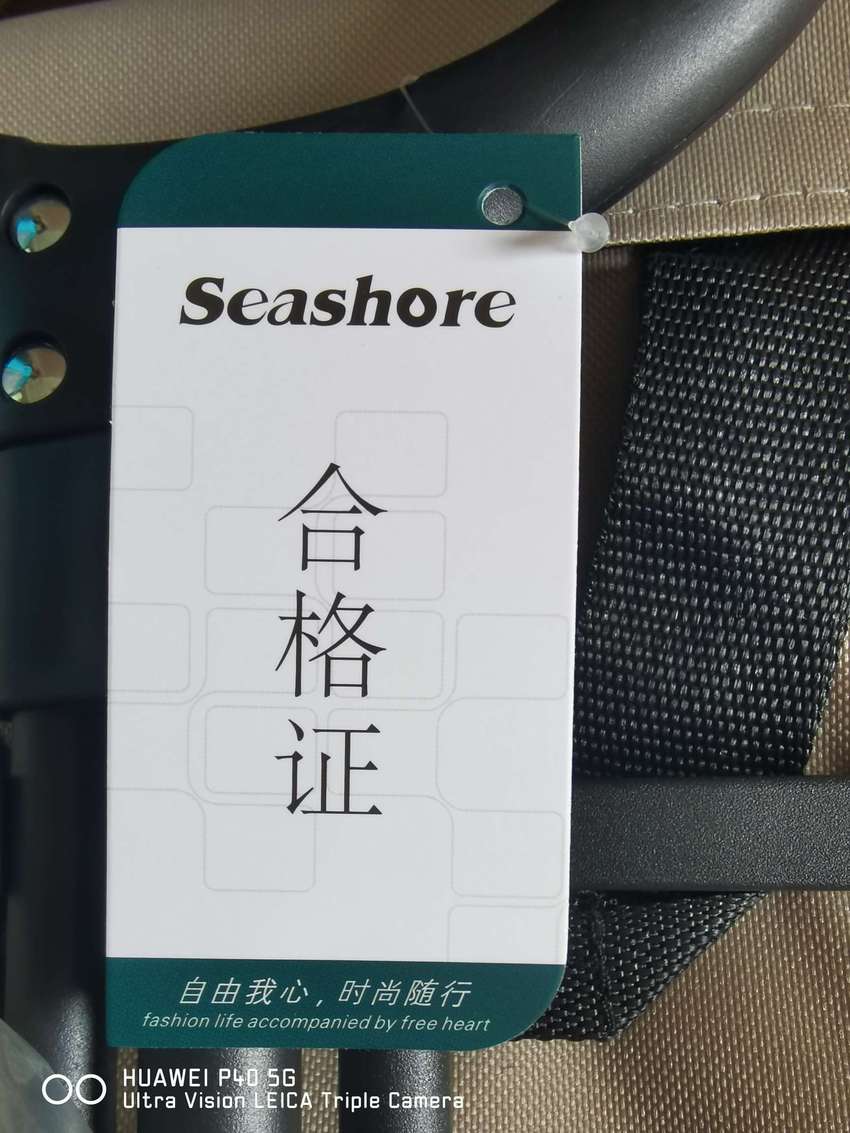 Seashore
合格证
自由我心，时尚随行
fashion life accompanied by free heart
HUAWEI P40 5G
Ultra Vision LEICA Triple Camera